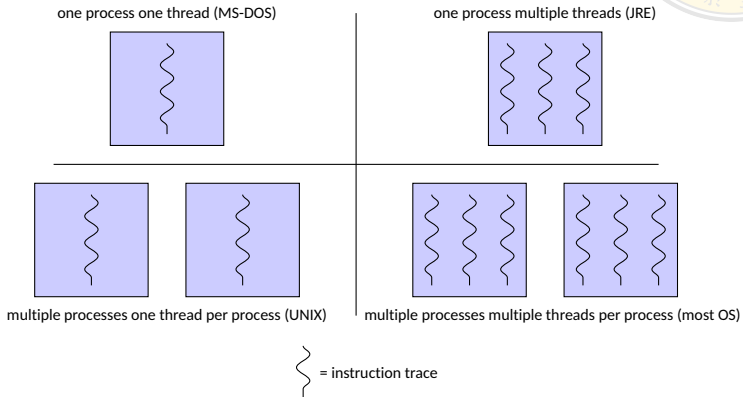 one process one thread (MS-DOS)
one process multiple threads (JRE)
multiple processes one thread per process (UNIX)
multiple processes multiple threads per process (most OS)
= instruction trace